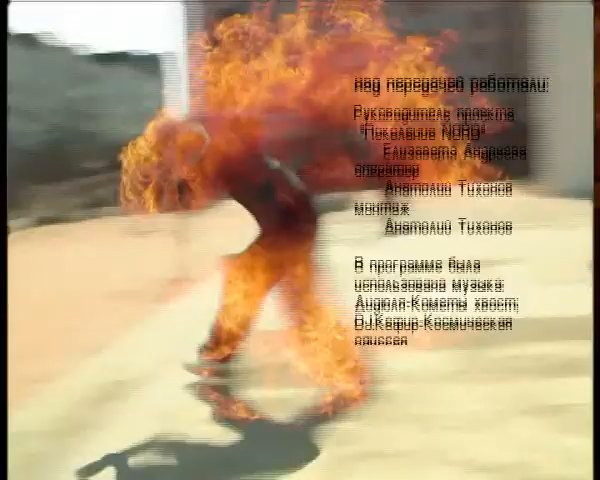 над передачей работали:
Руководитель проекта
"Поколение NORD"
Елизавета Андреева
оператор
Анатолий Тихонов
монтаж
Анатолий Тихонов
В программе была
использована музыка:
Аидюля-Кометы хвост;
DJ.Кефир-Космическая
одиссея